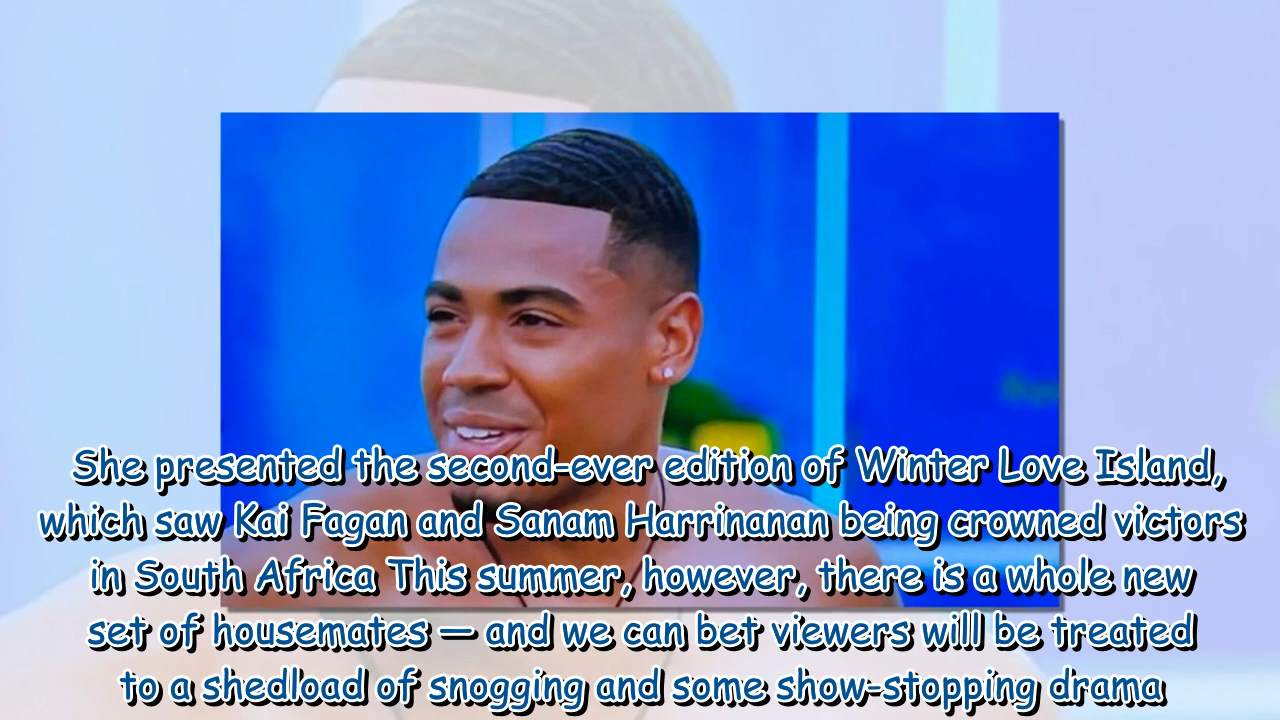 She presented the second-ever edition of Winter Love Island,
which saw Kai Fagan and Sanam Harrinanan being crowned victors
in South Africa This summer, however, there is a whole new
set of housemates — and we can bet viewers will be treated
to a shedload of snogging and some show-stopping drama